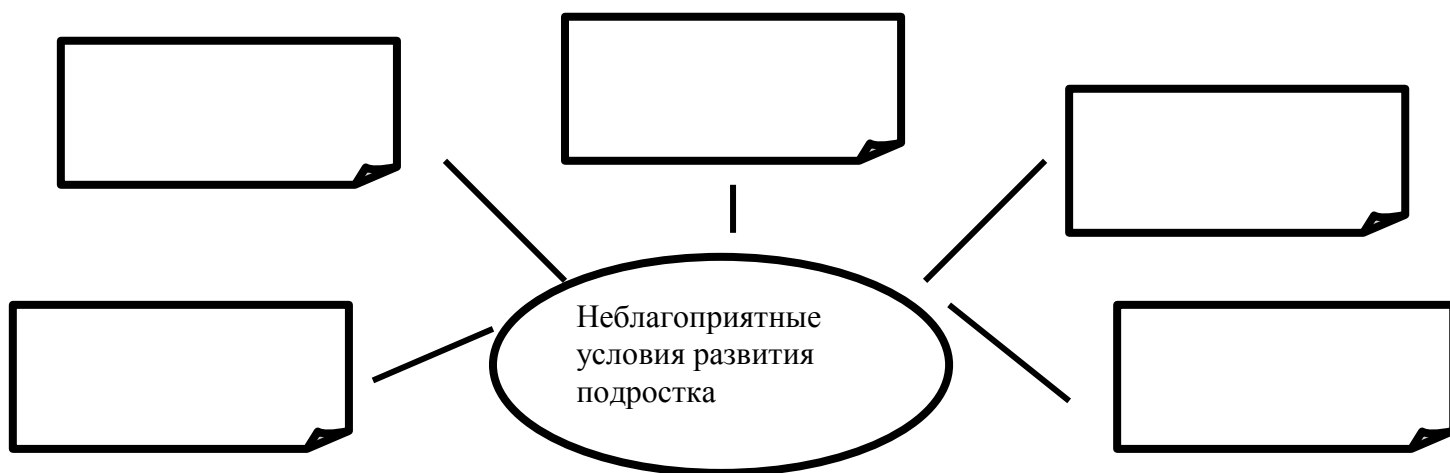 Неблагоприятные
условия развития
подростка